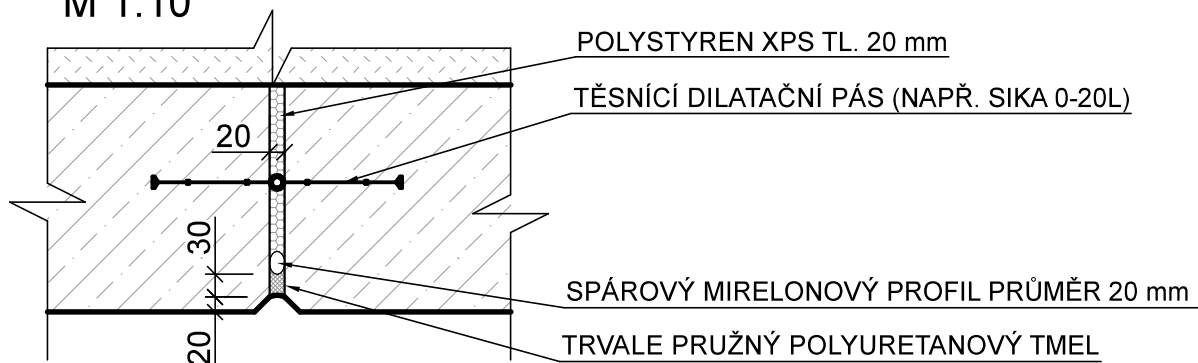 M 1:10
POLYSTYREN XPS TL. 20 mm
TĚSNÍCÍ DILATAČNÍ PÁS (NAPŘ. SIKA 0-20L)
20
30
SPÁROVÝ MIRELONOVÝ PROFIL PRŮMĚR 20 mm
20
TRVALE PRUŽNÝ POLYURETANOVÝ TMEL